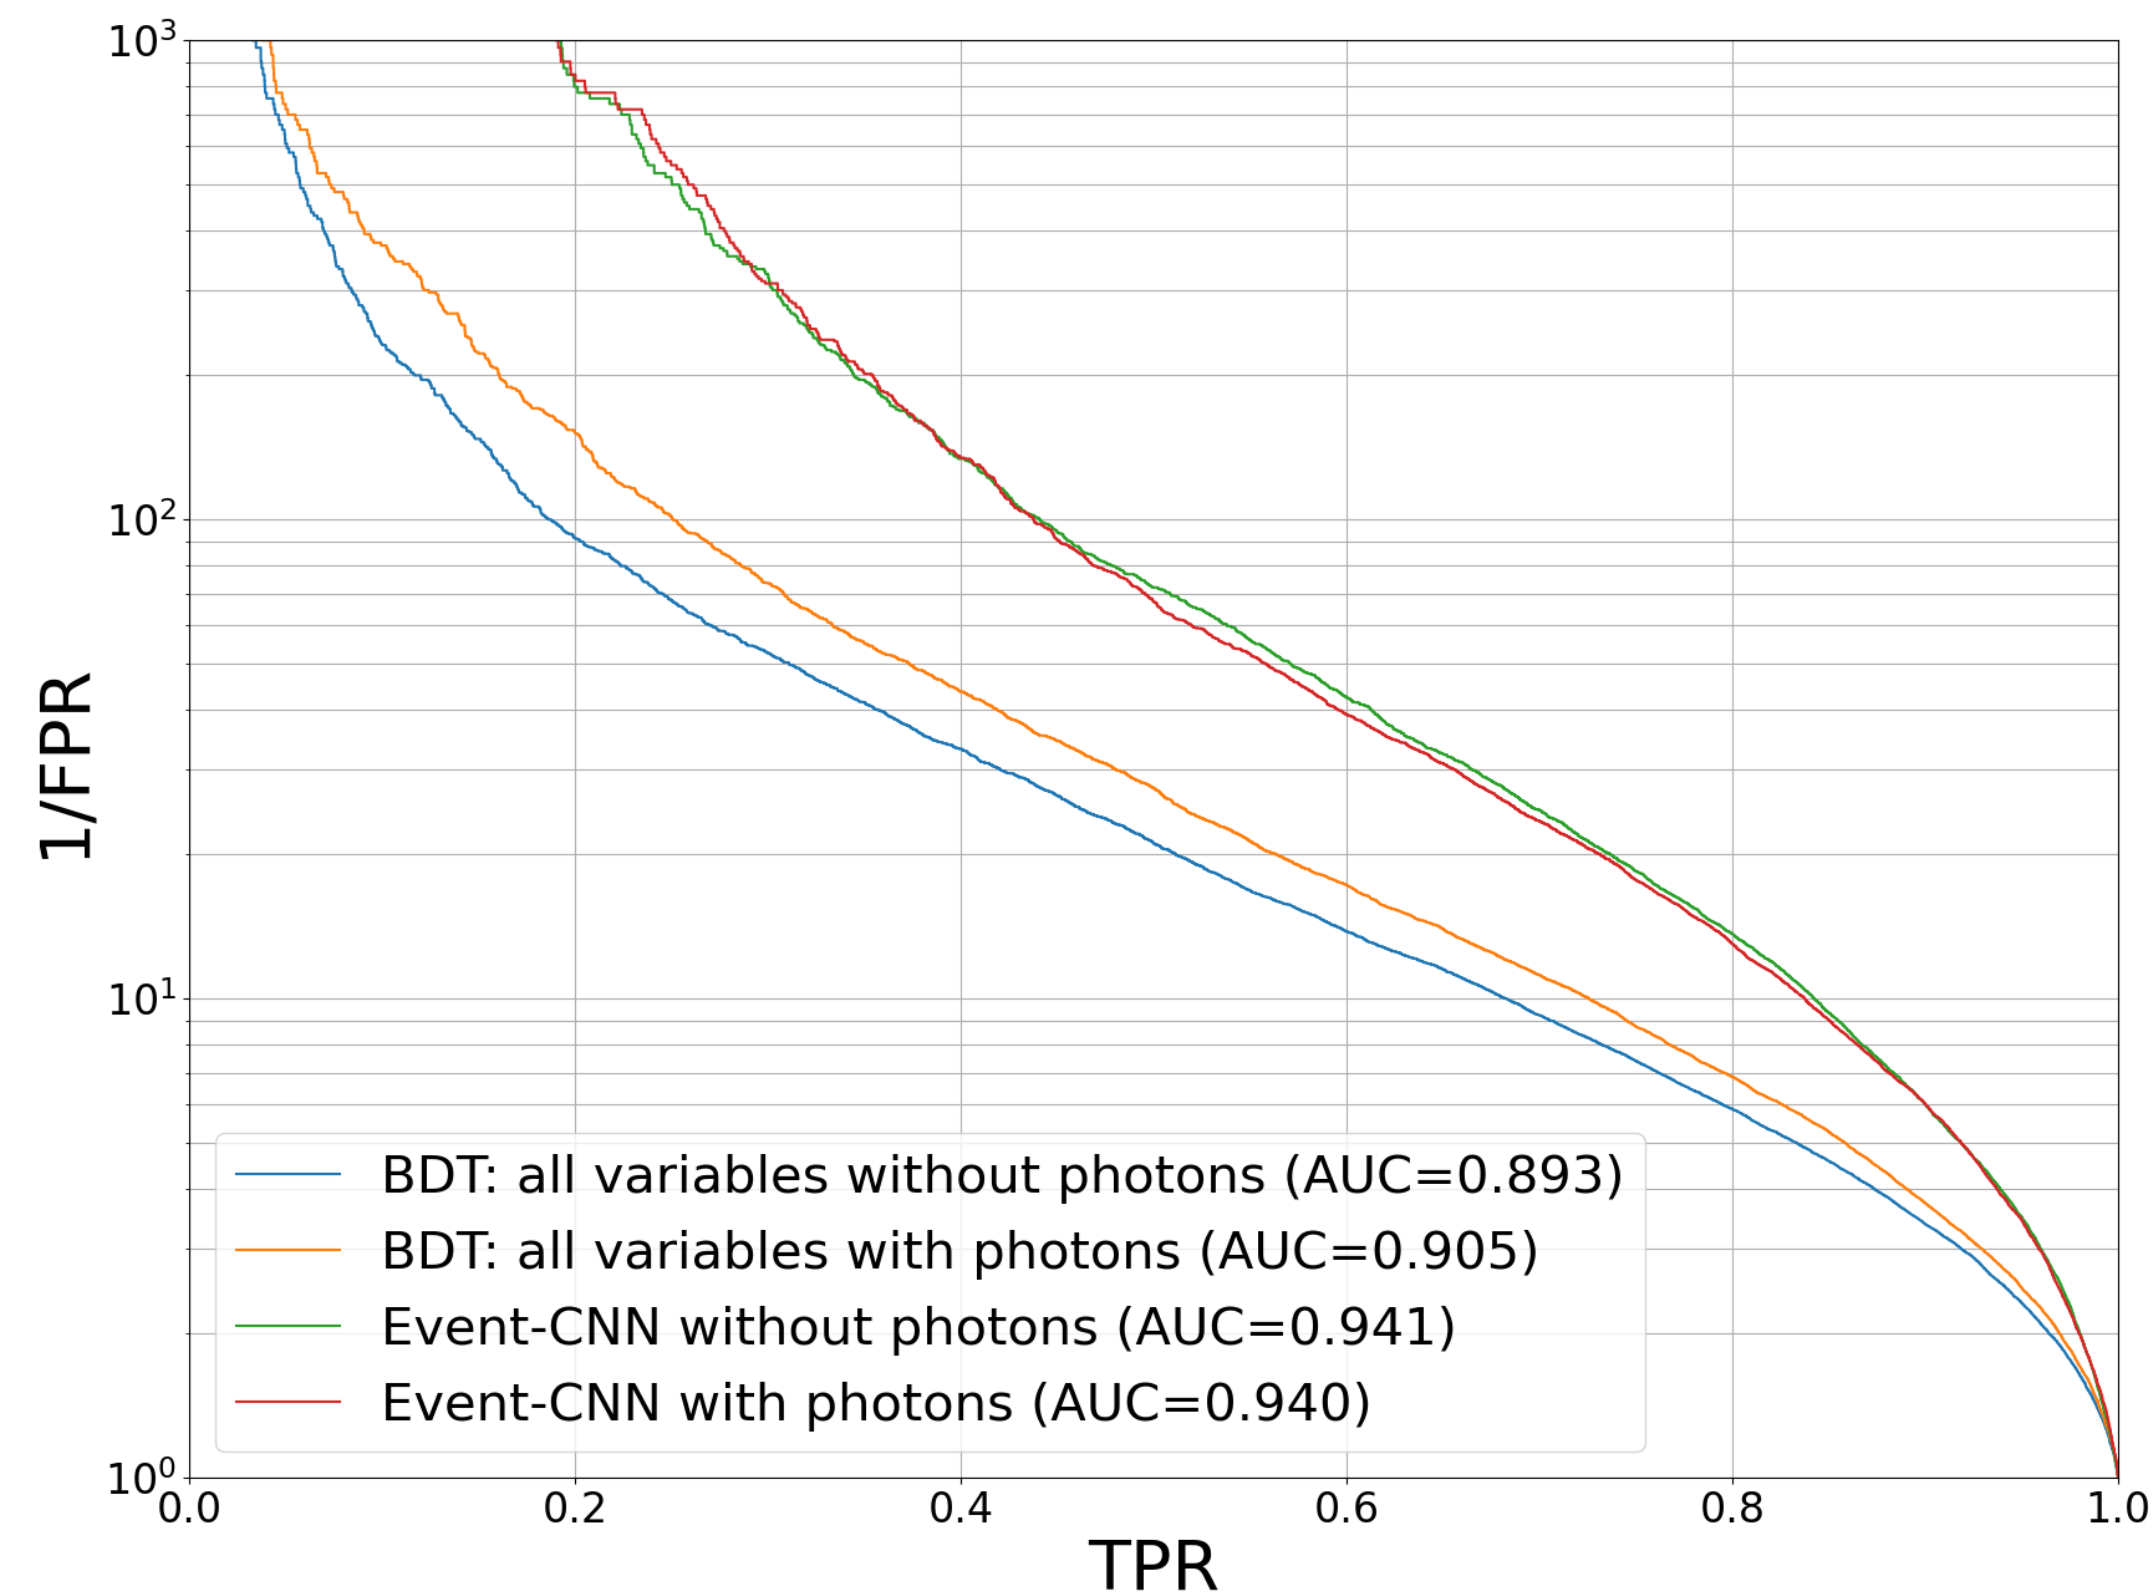 10³
10²
10¹
10⁰
1/FPR
BDT: all variables without photons (AUC=0.893)
BDT: all variables with photons (AUC=0.905)
Event-CNN without photons (AUC=0.941)
Event-CNN with photons (AUC=0.940)
0.0 0.2 0.4 0.6 0.8 1.0
TPR